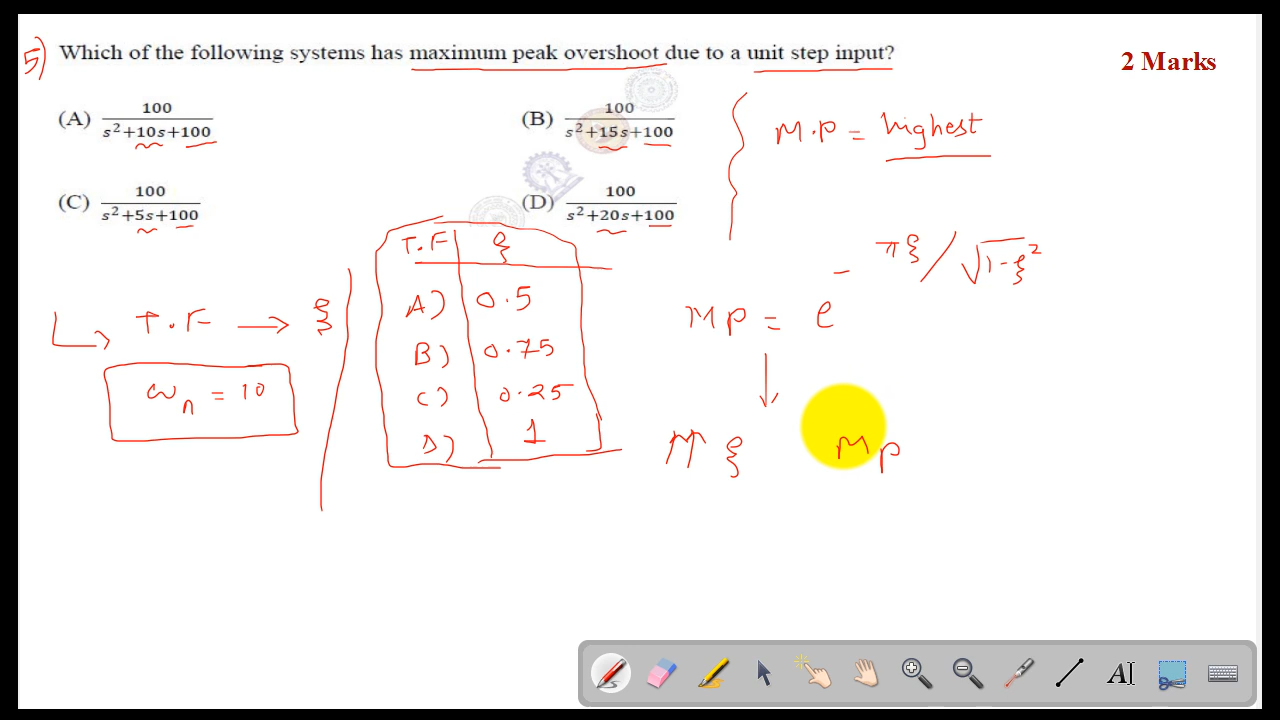 5) Which of the following systems has maximum peak overshoot due to a unit step input?
2 Marks
(A) 100 / s²+10s+100
(B) 100 / s²+15s+100
M.P = highest
(C) 100 / s²+5s+100
(D) 100 / s²+20s+100
T.F ξ
A) 0.5
B) 0.75
C) 0.25
D) 1
T.F → ξ
ωn = 10
MP = e^-πξ/√1-ξ²
↑↑ ξ MP
AI